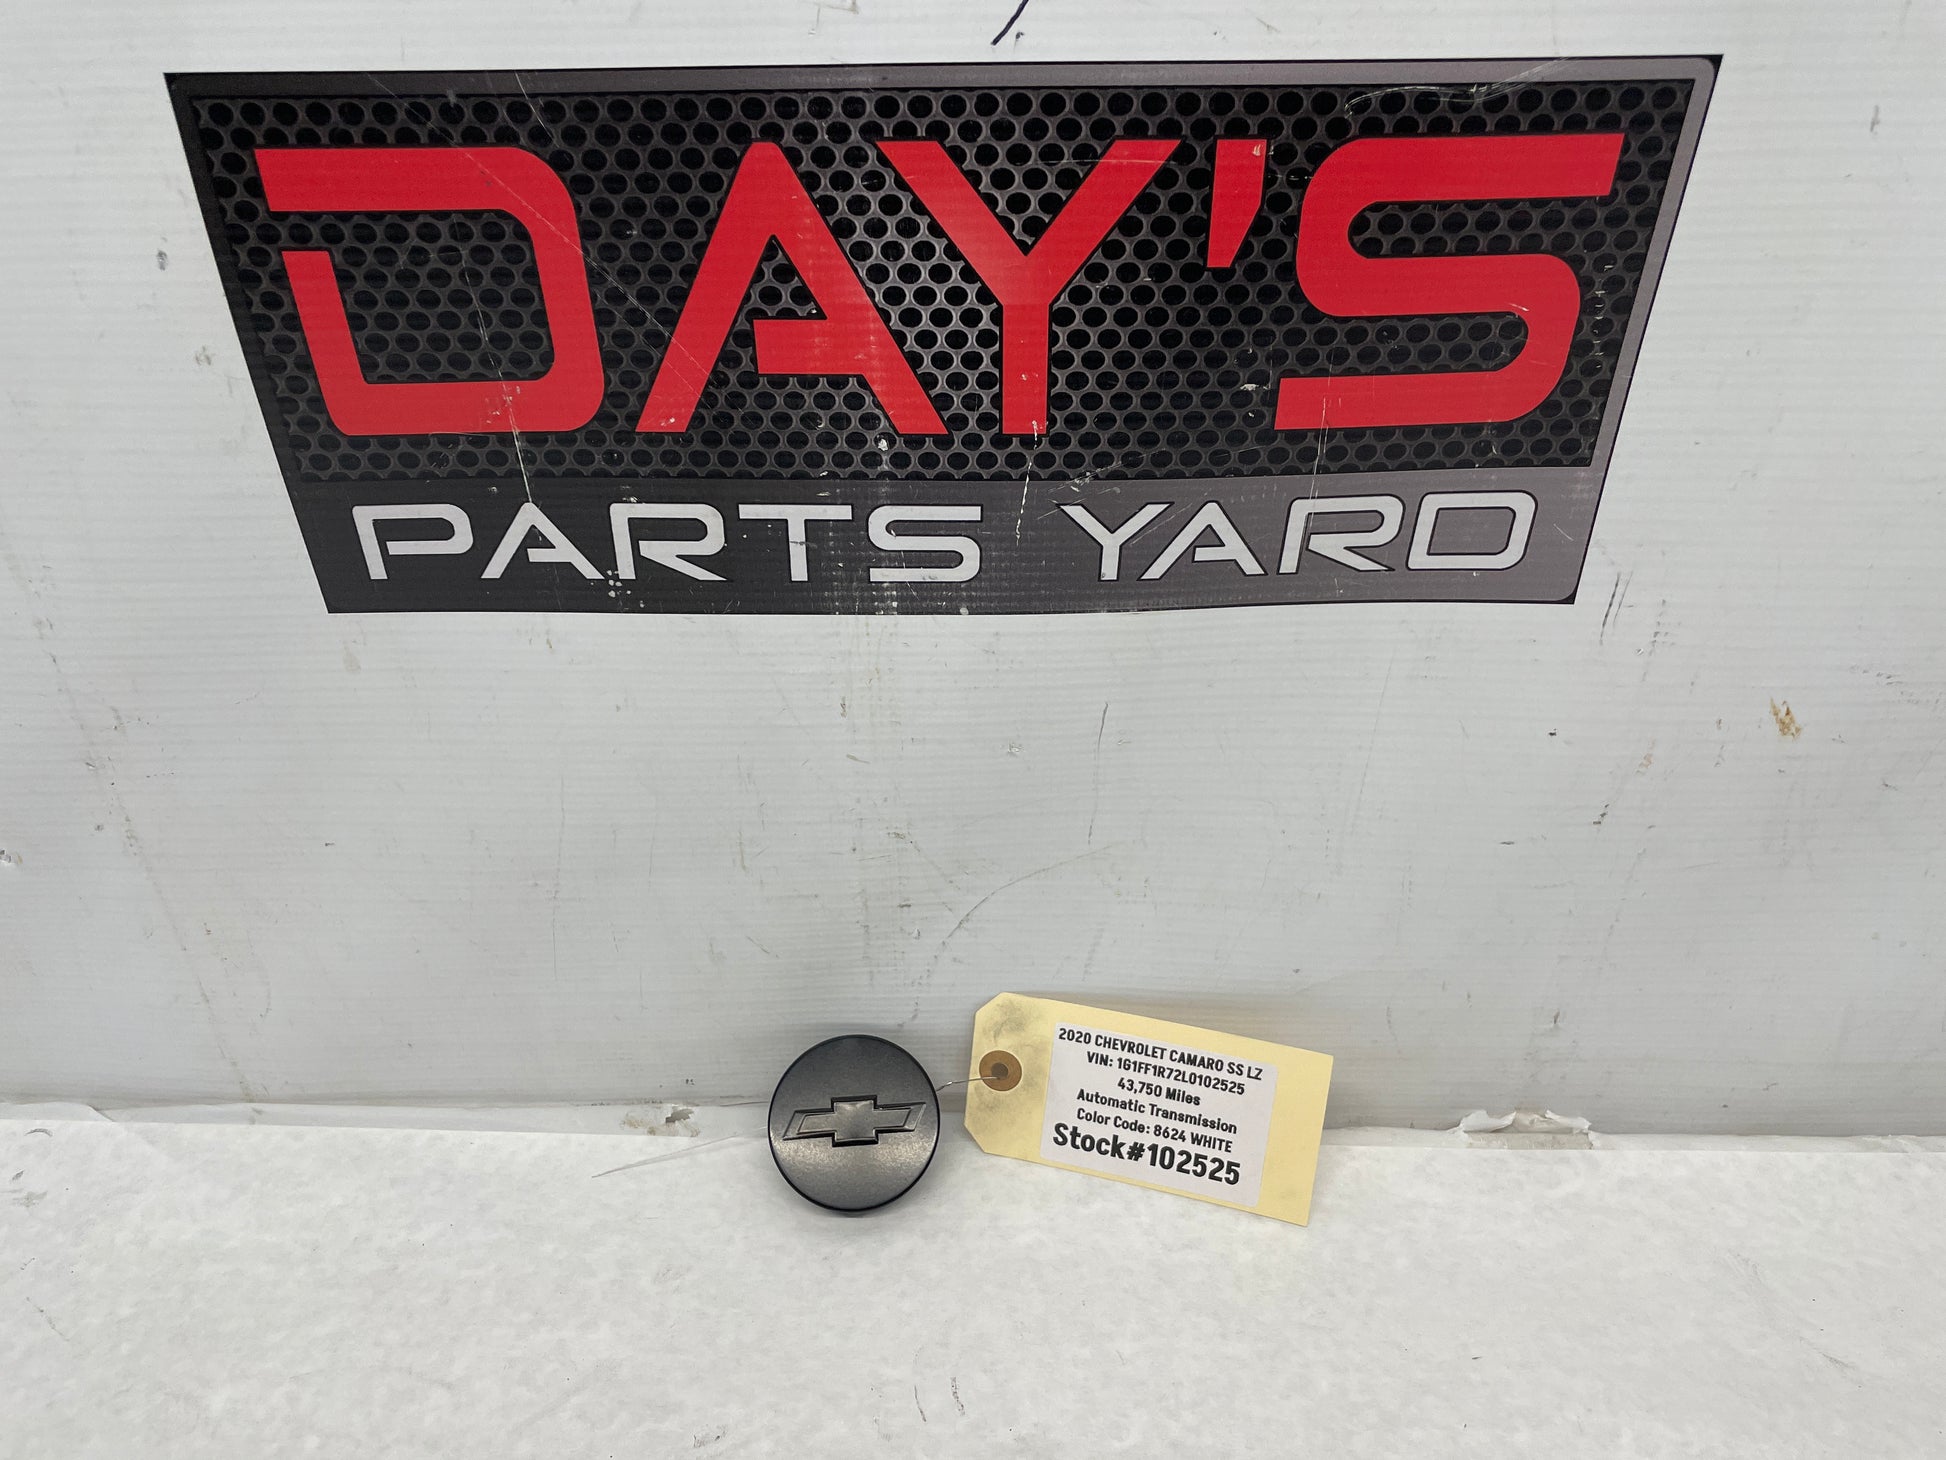 DAY'S
PARTS YARD
2020 CHEVROLET CAMARO SS LZ
VIN: 1G1FF1R72L0102525
43,750 Miles
Automatic Transmission
Color Code: 8624 WHITE
Stock#102525